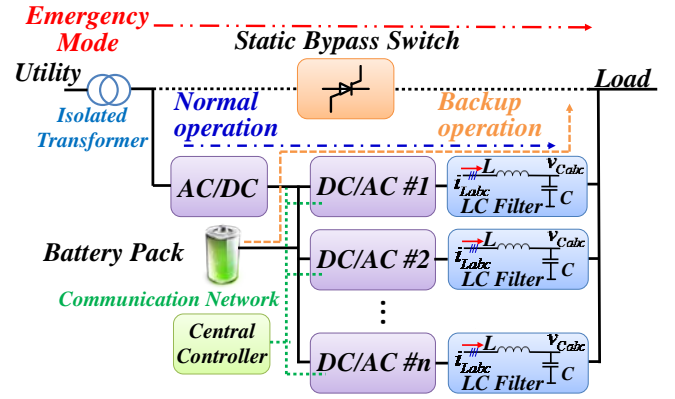 Emergency
Mode
Static Bypass Switch
Utility
Load
Isolated
Transformer
Normal
operation
Backup
operation
AC/DC
DC/AC #1
L
v_Cabc
i_Labc
C
LC Filter
Battery Pack
DC/AC #2
L
v_Cabc
i_Labc
C
LC Filter
Communication Network
Central
Controller
DC/AC #n
L
v_Cabc
i_Labc
C
LC Filter